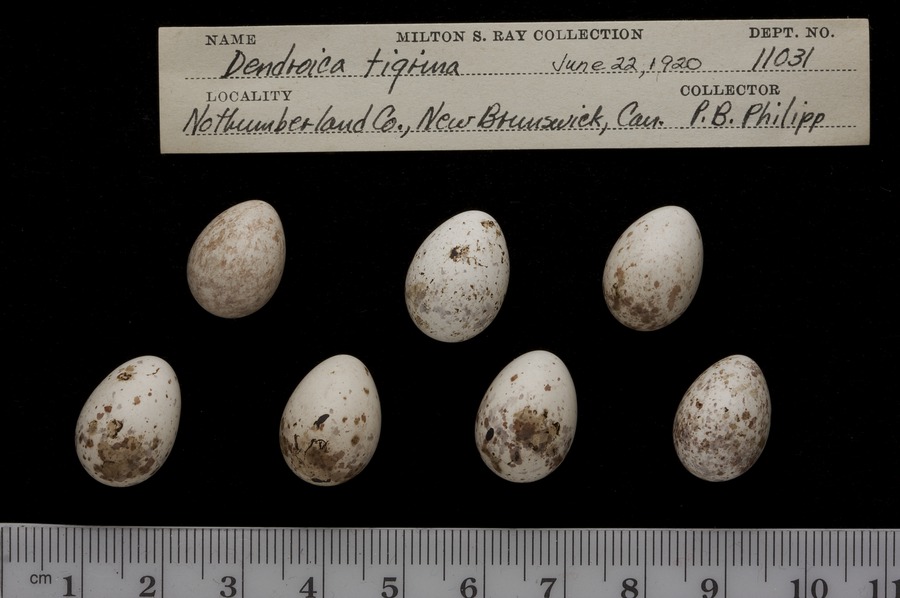 NAME MILTON S. RAY COLLECTION DEPT. NO.
Dendroica tigrina June 22, 1920 11031
LOCALITY COLLECTOR
Nothumberland Co., New Brunswick, Can. P.B. Philipp
cm 1 2 3 4 5 6 7 8 9 10 11